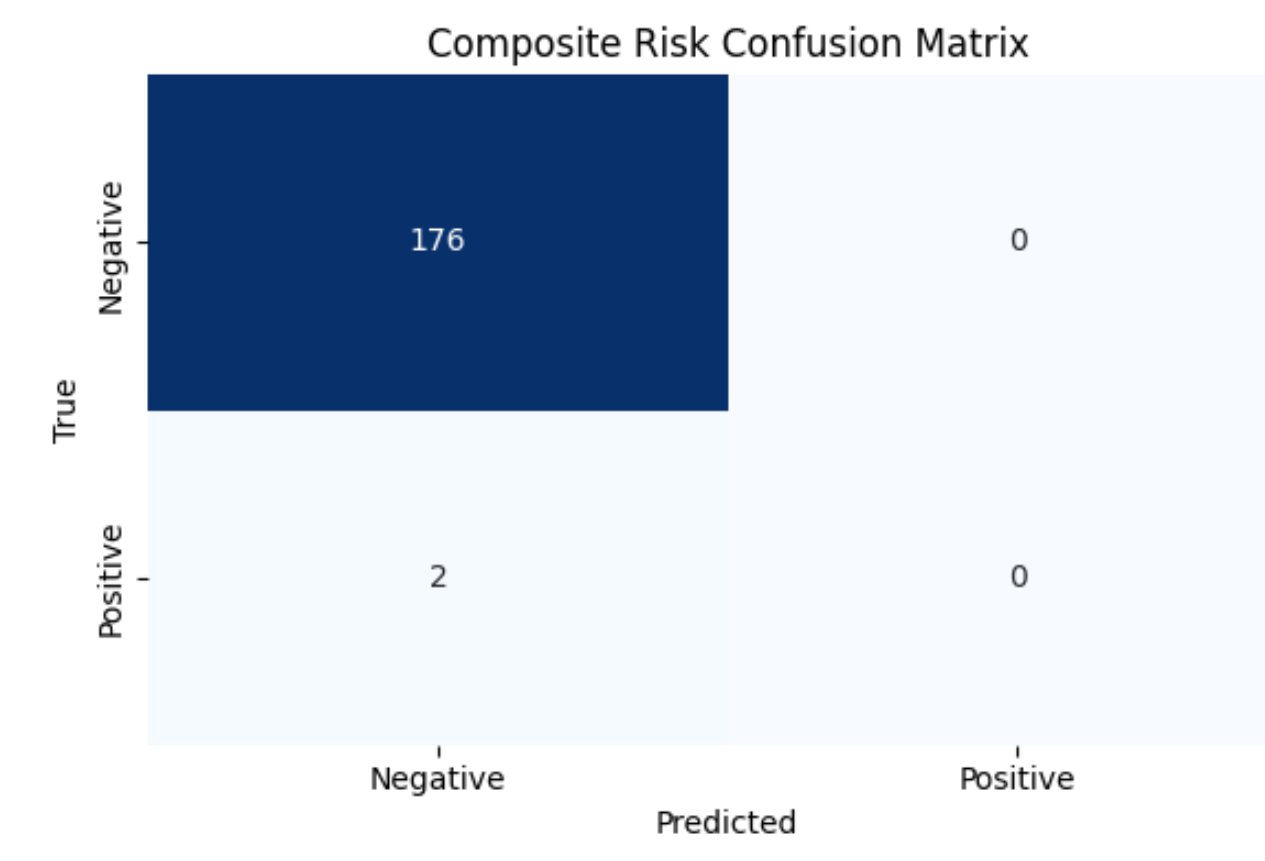 Composite Risk Confusion Matrix
True
Negative
176
0
Positive
2
0
Negative
Positive
Predicted